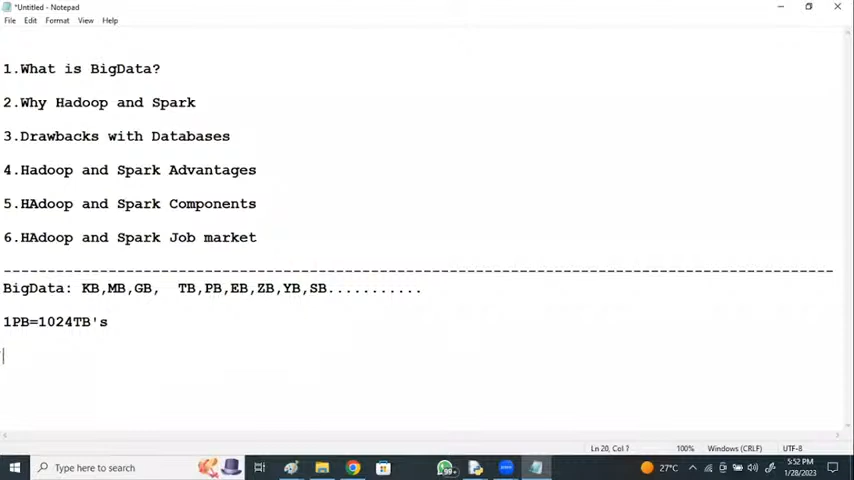 *Untitled - Notepad
File Edit Format View Help
1.What is BigData?
2.Why Hadoop and Spark
3.Drawbacks with Databases
4.Hadoop and Spark Advantages
5.HAdoop and Spark Components
6.HAdoop and Spark Job market
-----------------------------------------------------------------------------------------------
BigData: KB,MB,GB, TB,PB,EB,ZB,YB,SB...........
1PB=1024TB's
Ln 20, Col 7 100% Windows (CRLF) UTF-8
Type here to search 99+ 27°C 5:52 PM
1/28/2023